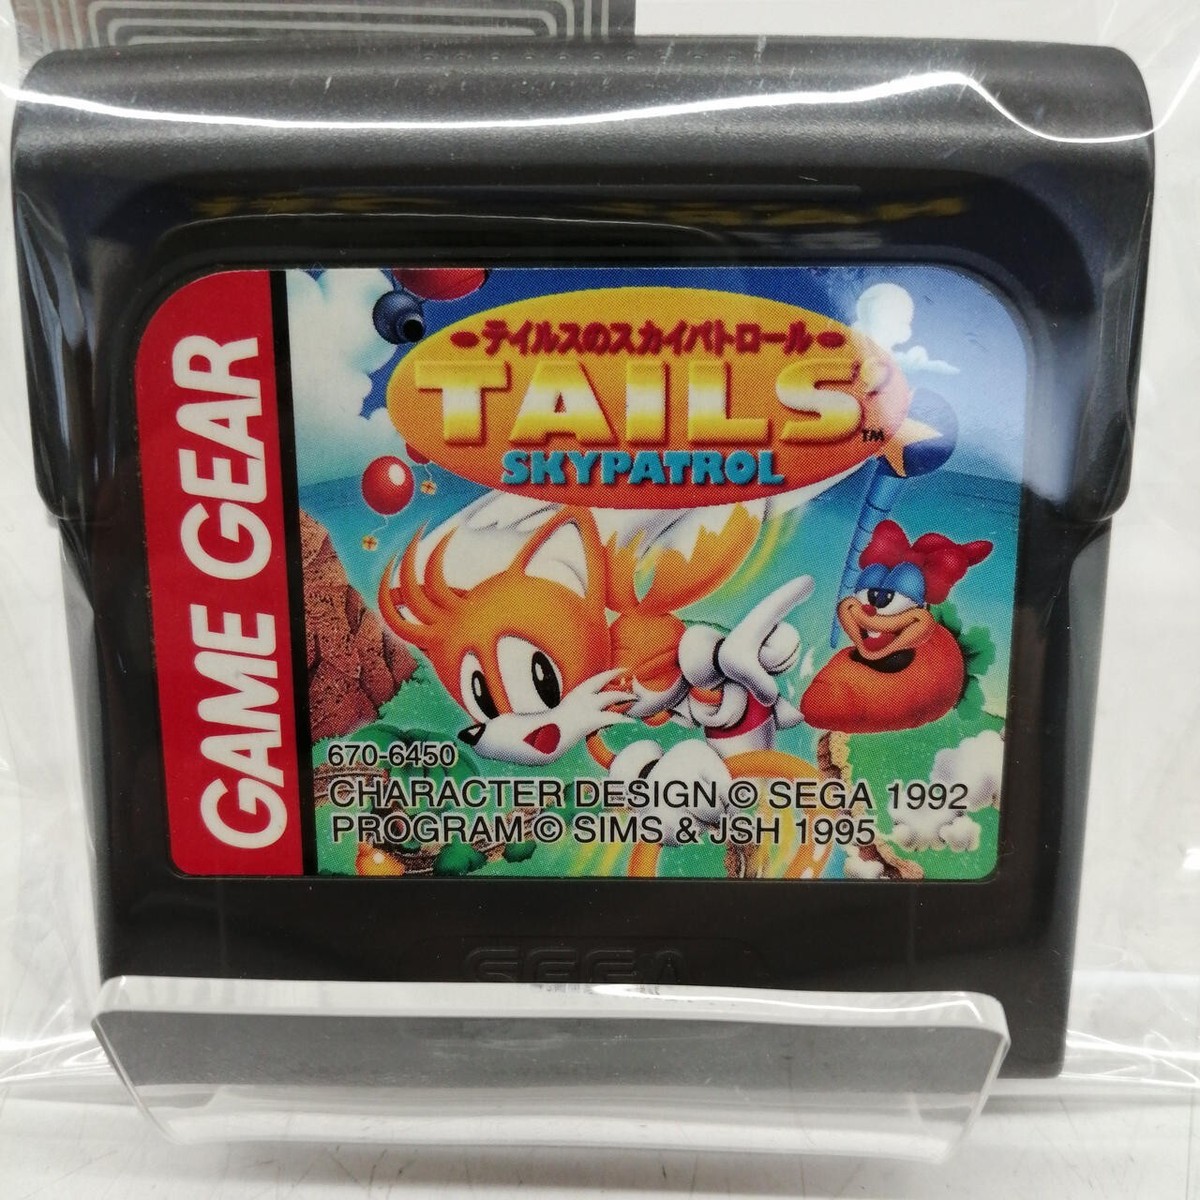 GAME GEAR
テイルスのスカイパトロール
TAILS'™
SKYPATROL
670-6450
CHARACTER DESIGN © SEGA 1992
PROGRAM © SIMS & JSH 1995
SEGA